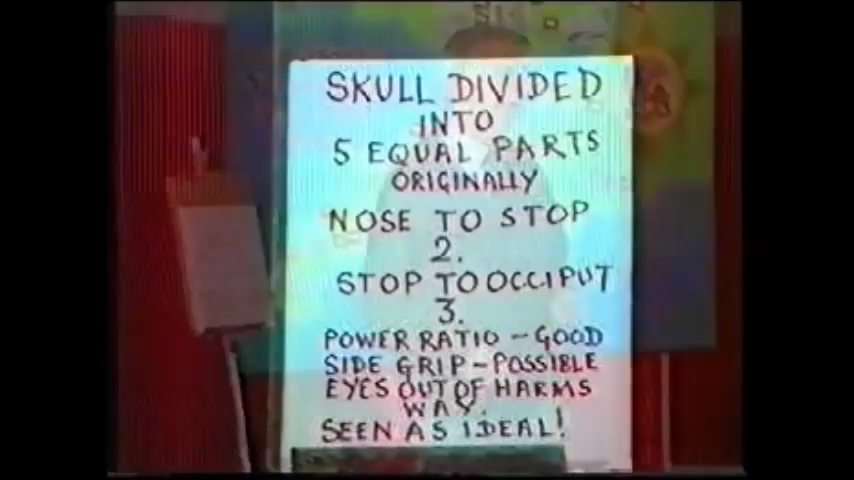 SKULL DIVIDED
INTO
5 EQUAL PARTS
ORIGINALLY
NOSE TO STOP
2.
STOP TO OCCIPUT
3.
POWER RATIO - GOOD
SIDE GRIP - POSSIBLE
EYES OUT OF HARMS
WAY.
SEEN AS IDEAL!